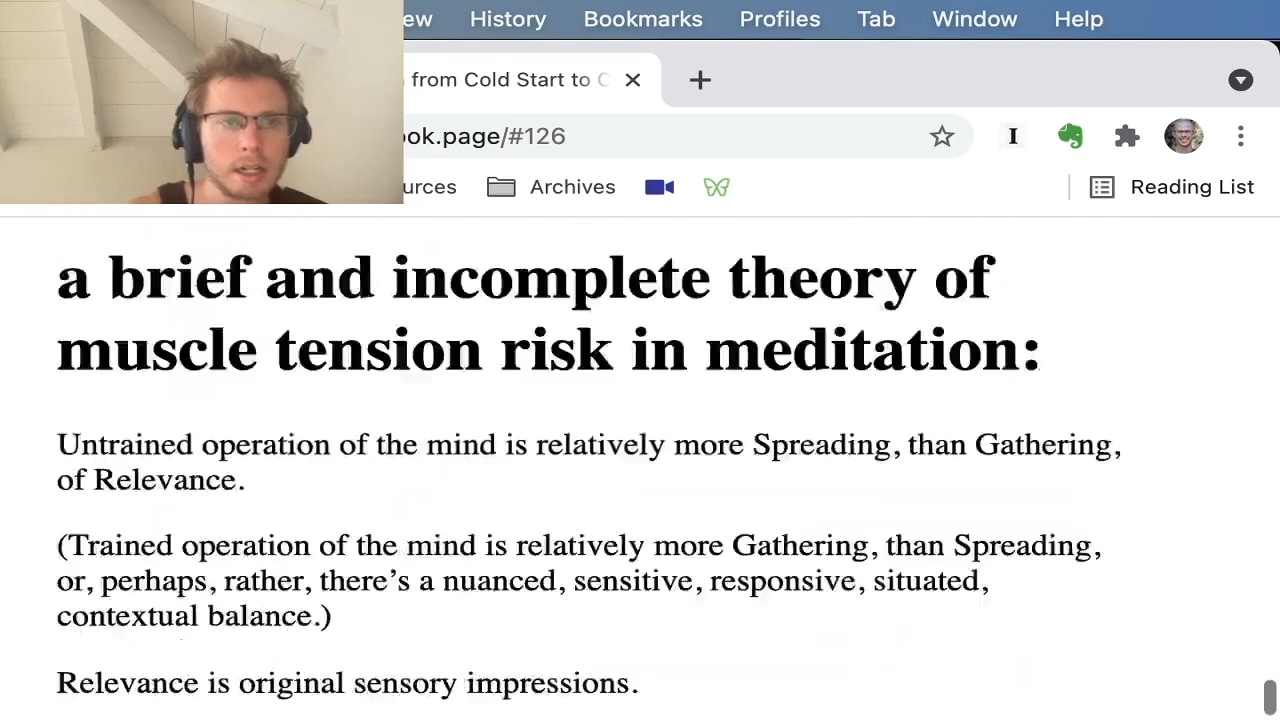 ew History Bookmarks Profiles Tab Window Help
from Cold Start to C
ook.page/#126
urces Archives Reading List
a brief and incomplete theory of
muscle tension risk in meditation:
Untrained operation of the mind is relatively more Spreading, than Gathering,
of Relevance.
(Trained operation of the mind is relatively more Gathering, than Spreading,
or, perhaps, rather, there’s a nuanced, sensitive, responsive, situated,
contextual balance.)
Relevance is original sensory impressions.